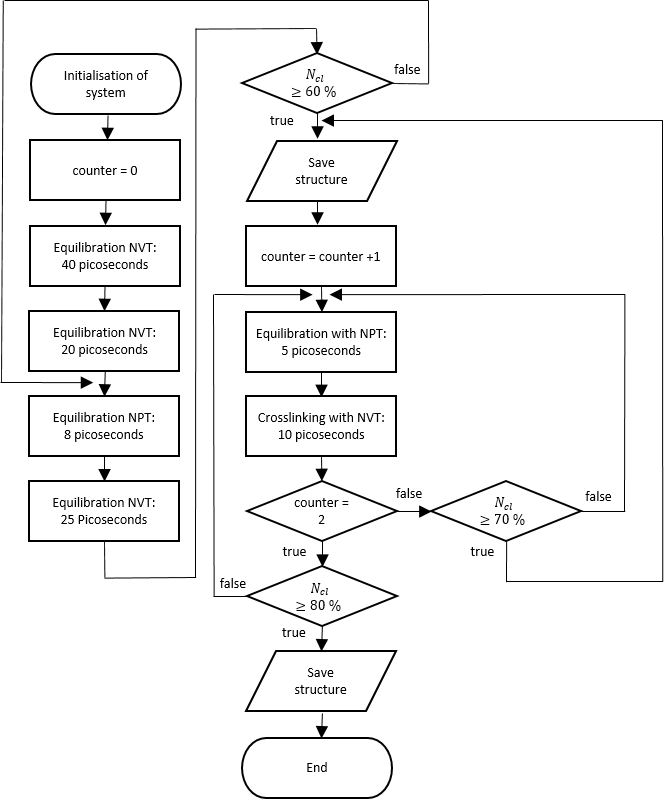 Initialisation of
system
counter = 0
Equilibration NVT:
40 picoseconds
Equilibration NVT:
20 picoseconds
Equilibration NPT:
8 picoseconds
Equilibration NVT:
25 Picoseconds
N_cl
≥ 60 %
false
true
Save
structure
counter = counter +1
Equilibration with NPT:
5 picoseconds
Crosslinking with NVT:
10 picoseconds
counter =
2
false
true
N_cl
≥ 70 %
false
true
N_cl
≥ 80 %
false
true
Save
structure
End